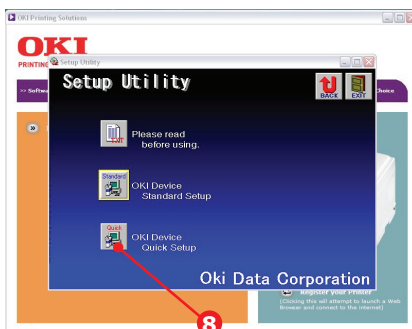 OKI Printing Solutions
OKI
PRINTING
Setup Utility
>> Softwa
Choice
Setup Utility
BACK
EXIT
TXT
Please read
before using.
Standard
OKI Device
Standard Setup
Quick
OKI Device
Quick Setup
Oki Data Corporation
Register your Printer
(Clicking this will attempt to launch a Web
Browser and connect to the internet)
8